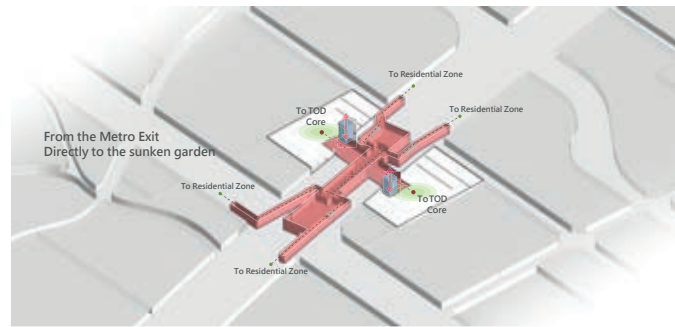 To Residential Zone
To Residential Zone
To TOD
Core
From the Metro Exit
Directly to the sunken garden
To Residential Zone
To TOD
Core
To Residential Zone